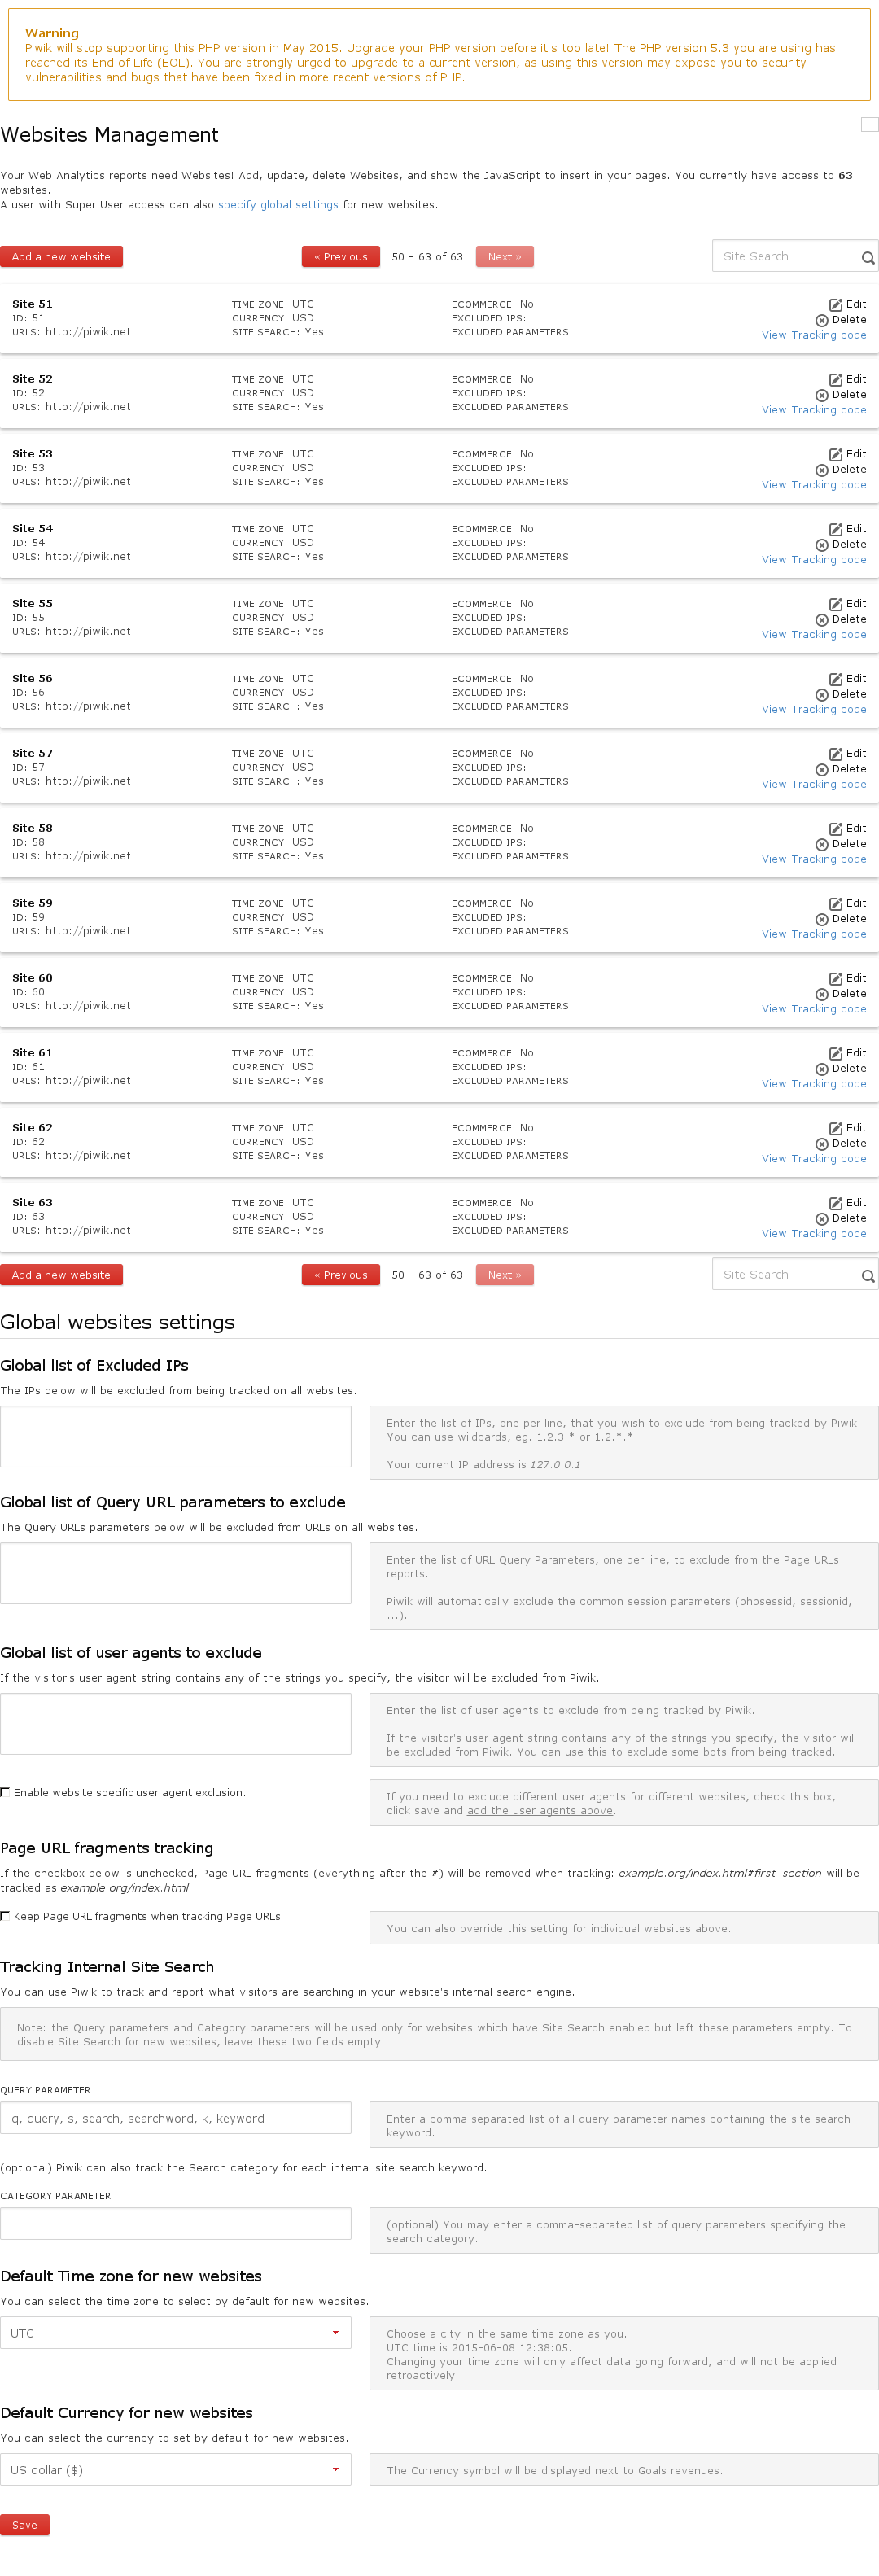 Warning
Piwik will stop supporting this PHP version in May 2015. Upgrade your PHP version before it's too late! The PHP version 5.3 you are using has
reached its End of Life (EOL). You are strongly urged to upgrade to a current version, as using this version may expose you to security
vulnerabilities and bugs that have been fixed in more recent versions of PHP.
Websites Management
Your Web Analytics reports need Websites! Add, update, delete Websites, and show the JavaScript to insert in your pages. You currently have access to 63
websites.
A user with Super User access can also specify global settings for new websites.
Add a new website « Previous 50 - 63 of 63 Next » Site Search
Site 51 TIME ZONE: UTC ECOMMERCE: No Edit
ID: 51 CURRENCY: USD EXCLUDED IPS: Delete
URLS: http://piwik.net SITE SEARCH: Yes EXCLUDED PARAMETERS: View Tracking code
Site 52 TIME ZONE: UTC ECOMMERCE: No Edit
ID: 52 CURRENCY: USD EXCLUDED IPS: Delete
URLS: http://piwik.net SITE SEARCH: Yes EXCLUDED PARAMETERS: View Tracking code
Site 53 TIME ZONE: UTC ECOMMERCE: No Edit
ID: 53 CURRENCY: USD EXCLUDED IPS: Delete
URLS: http://piwik.net SITE SEARCH: Yes EXCLUDED PARAMETERS: View Tracking code
Site 54 TIME ZONE: UTC ECOMMERCE: No Edit
ID: 54 CURRENCY: USD EXCLUDED IPS: Delete
URLS: http://piwik.net SITE SEARCH: Yes EXCLUDED PARAMETERS: View Tracking code
Site 55 TIME ZONE: UTC ECOMMERCE: No Edit
ID: 55 CURRENCY: USD EXCLUDED IPS: Delete
URLS: http://piwik.net SITE SEARCH: Yes EXCLUDED PARAMETERS: View Tracking code
Site 56 TIME ZONE: UTC ECOMMERCE: No Edit
ID: 56 CURRENCY: USD EXCLUDED IPS: Delete
URLS: http://piwik.net SITE SEARCH: Yes EXCLUDED PARAMETERS: View Tracking code
Site 57 TIME ZONE: UTC ECOMMERCE: No Edit
ID: 57 CURRENCY: USD EXCLUDED IPS: Delete
URLS: http://piwik.net SITE SEARCH: Yes EXCLUDED PARAMETERS: View Tracking code
Site 58 TIME ZONE: UTC ECOMMERCE: No Edit
ID: 58 CURRENCY: USD EXCLUDED IPS: Delete
URLS: http://piwik.net SITE SEARCH: Yes EXCLUDED PARAMETERS: View Tracking code
Site 59 TIME ZONE: UTC ECOMMERCE: No Edit
ID: 59 CURRENCY: USD EXCLUDED IPS: Delete
URLS: http://piwik.net SITE SEARCH: Yes EXCLUDED PARAMETERS: View Tracking code
Site 60 TIME ZONE: UTC ECOMMERCE: No Edit
ID: 60 CURRENCY: USD EXCLUDED IPS: Delete
URLS: http://piwik.net SITE SEARCH: Yes EXCLUDED PARAMETERS: View Tracking code
Site 61 TIME ZONE: UTC ECOMMERCE: No Edit
ID: 61 CURRENCY: USD EXCLUDED IPS: Delete
URLS: http://piwik.net SITE SEARCH: Yes EXCLUDED PARAMETERS: View Tracking code
Site 62 TIME ZONE: UTC ECOMMERCE: No Edit
ID: 62 CURRENCY: USD EXCLUDED IPS: Delete
URLS: http://piwik.net SITE SEARCH: Yes EXCLUDED PARAMETERS: View Tracking code
Site 63 TIME ZONE: UTC ECOMMERCE: No Edit
ID: 63 CURRENCY: USD EXCLUDED IPS: Delete
URLS: http://piwik.net SITE SEARCH: Yes EXCLUDED PARAMETERS: View Tracking code
Add a new website « Previous 50 - 63 of 63 Next » Site Search
Global websites settings
Global list of Excluded IPs
The IPs below will be excluded from being tracked on all websites.
Enter the list of IPs, one per line, that you wish to exclude from being tracked by Piwik.
You can use wildcards, eg. 1.2.3.* or 1.2.*.*
Your current IP address is 127.0.0.1
Global list of Query URL parameters to exclude
The Query URLs parameters below will be excluded from URLs on all websites.
Enter the list of URL Query Parameters, one per line, to exclude from the Page URLs
reports.
Piwik will automatically exclude the common session parameters (phpsessid, sessionid,
...).
Global list of user agents to exclude
If the visitor's user agent string contains any of the strings you specify, the visitor will be excluded from Piwik.
Enter the list of user agents to exclude from being tracked by Piwik.
If the visitor's user agent string contains any of the strings you specify, the visitor will
be excluded from Piwik. You can use this to exclude some bots from being tracked.
Enable website specific user agent exclusion.
If you need to exclude different user agents for different websites, check this box,
click save and add the user agents above.
Page URL fragments tracking
If the checkbox below is unchecked, Page URL fragments (everything after the #) will be removed when tracking: example.org/index.html#first_section will be
tracked as example.org/index.html
Keep Page URL fragments when tracking Page URLs
You can also override this setting for individual websites above.
Tracking Internal Site Search
You can use Piwik to track and report what visitors are searching in your website's internal search engine.
Note: the Query parameters and Category parameters will be used only for websites which have Site Search enabled but left these parameters empty. To
disable Site Search for new websites, leave these two fields empty.
QUERY PARAMETER
q, query, s, search, searchword, k, keyword
Enter a comma separated list of all query parameter names containing the site search
keyword.
(optional) Piwik can also track the Search category for each internal site search keyword.
CATEGORY PARAMETER
(optional) You may enter a comma-separated list of query parameters specifying the
search category.
Default Time zone for new websites
You can select the time zone to select by default for new websites.
UTC
Choose a city in the same time zone as you.
UTC time is 2015-06-08 12:38:05.
Changing your time zone will only affect data going forward, and will not be applied
retroactively.
Default Currency for new websites
You can select the currency to set by default for new websites.
US dollar ($)
The Currency symbol will be displayed next to Goals revenues.
Save